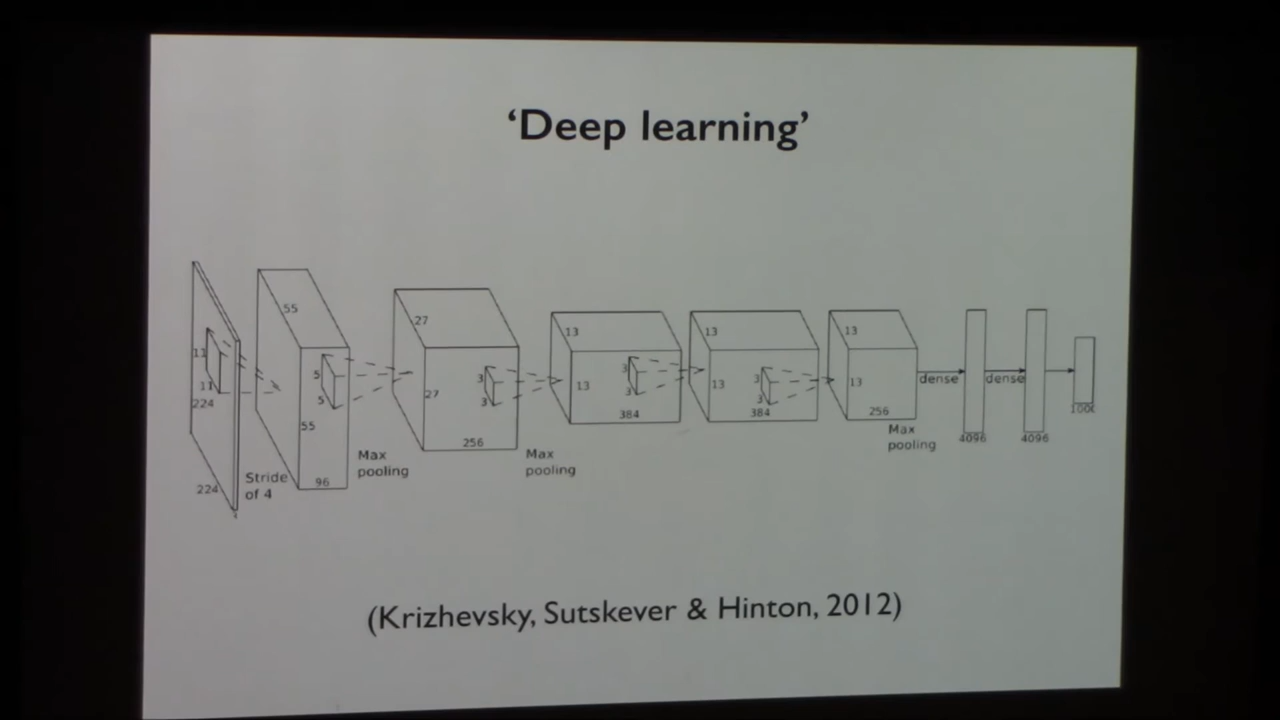 ‘Deep learning’
11
11
224
224
Stride
of 4
55
55
96
5
5
Max
pooling
27
27
256
3
3
Max
pooling
13
13
384
3
3
13
13
384
3
3
13
13
256
Max
pooling
dense
4096
dense
4096
(Krizhevsky, Sutskever & Hinton, 2012)